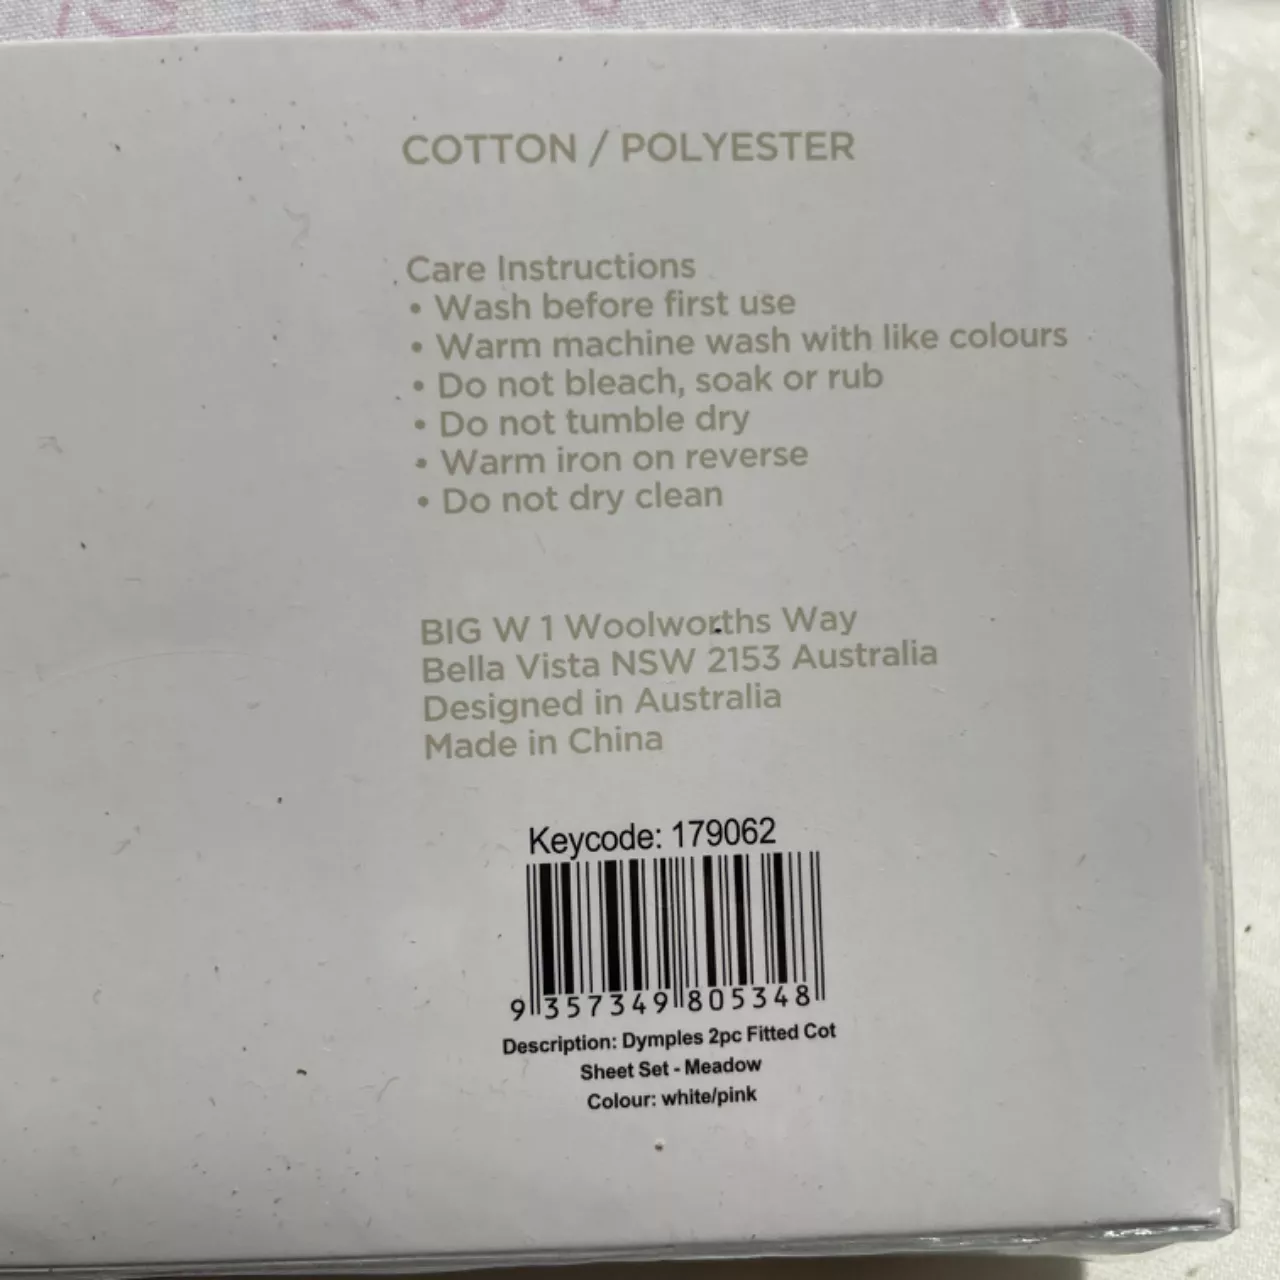 COTTON / POLYESTER
Care Instructions
• Wash before first use
• Warm machine wash with like colours
• Do not bleach, soak or rub
• Do not tumble dry
• Warm iron on reverse
• Do not dry clean
BIG W 1 Woolworths Way
Bella Vista NSW 2153 Australia
Designed in Australia
Made in China
Keycode: 179062
9 357349 805348
Description: Dymples 2pc Fitted Cot
Sheet Set - Meadow
Colour: white/pink